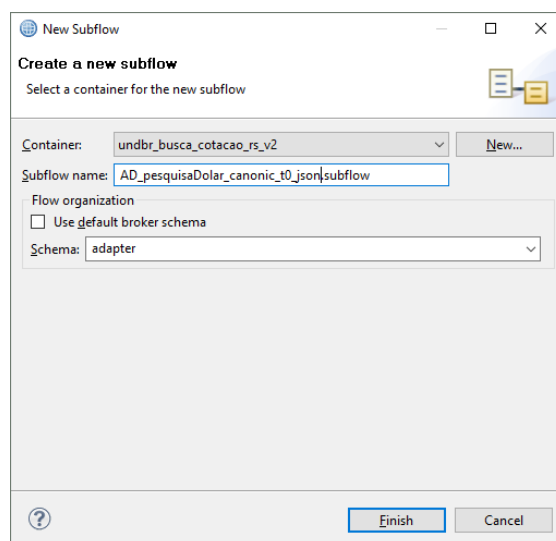 New Subflow
Create a new subflow
Select a container for the new subflow
Container: undbr_busca_cotacao_rs_v2 New...
Subflow name: AD_pesquisaDolar_canonic_t0_json.subflow
Flow organization
Use default broker schema
Schema: adapter
? Finish Cancel